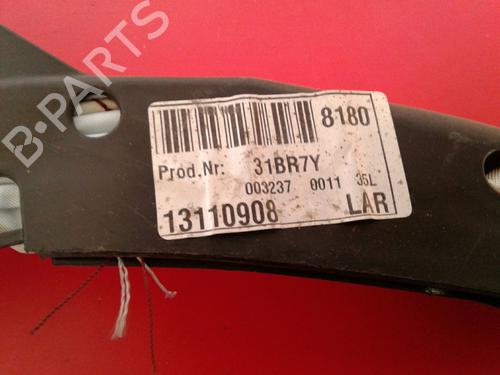 B-PARTS
8180
Prod.Nr: 31BR7Y
003237 0011 35L
13110908 LAR